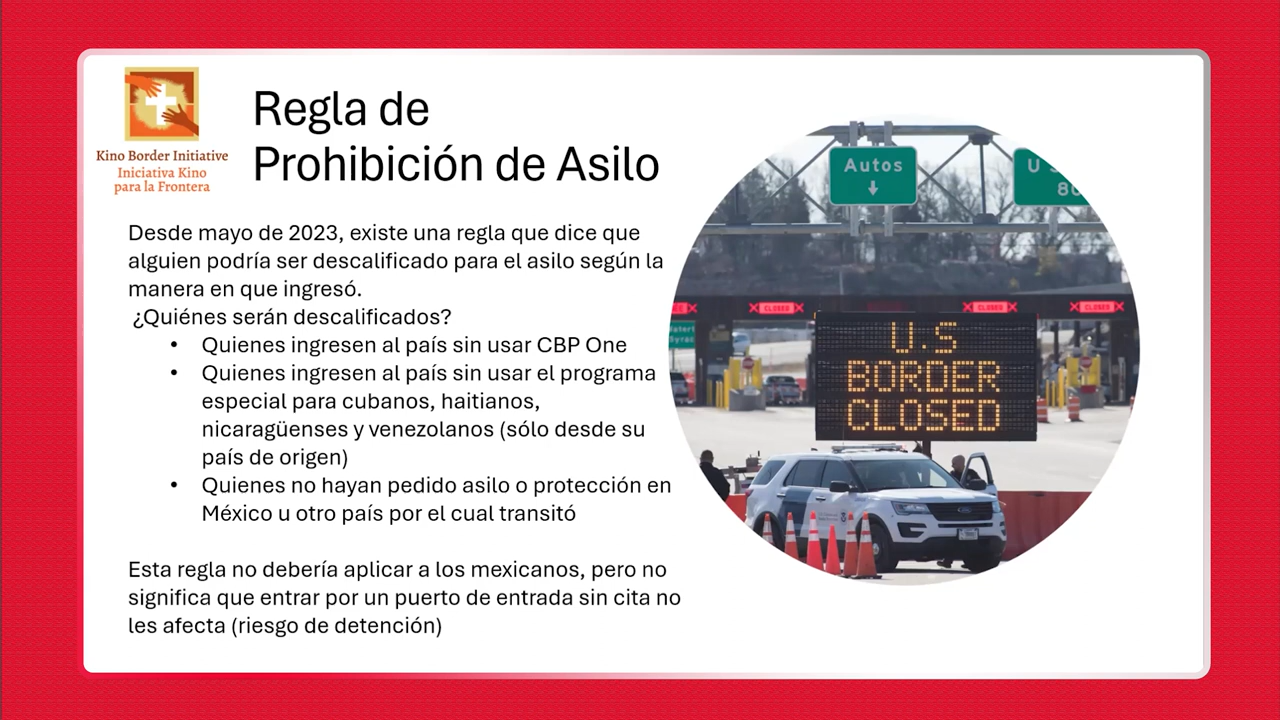 Kino Border Initiative
Iniciativa Kino
para la Frontera
Regla de
Prohibición de Asilo
Desde mayo de 2023, existe una regla que dice que
alguien podría ser descalificado para el asilo según la
manera en que ingresó.
¿Quiénes serán descalificados?
• Quienes ingresen al país sin usar CBP One
• Quienes ingresen al país sin usar el programa
especial para cubanos, haitianos,
nicaragüenses y venezolanos (sólo desde su
país de origen)
• Quienes no hayan pedido asilo o protección en
México u otro país por el cual transitó
Esta regla no debería aplicar a los mexicanos, pero no
significa que entrar por un puerto de entrada sin cita no
les afecta (riesgo de detención)
Autos
CLOSED
CLOSED
CLOSED
U.S
BORDER
CLOSED